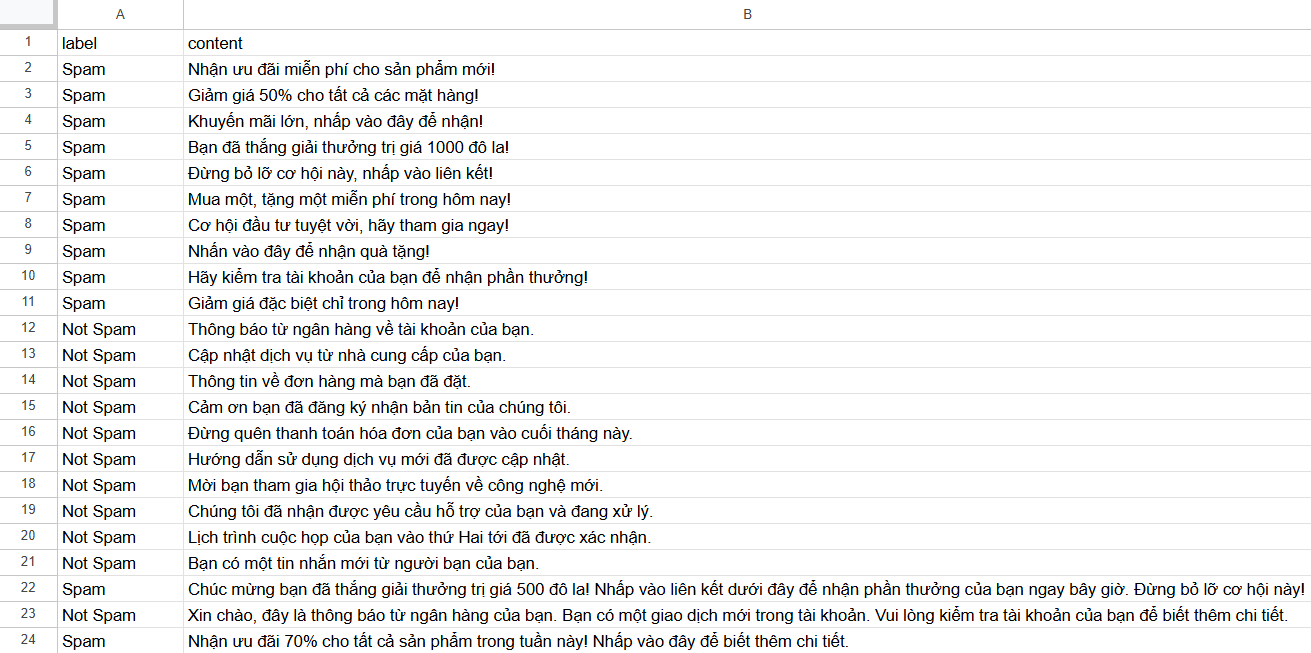 A B
1 label content
2 Spam Nhận ưu đãi miễn phí cho sản phẩm mới!
3 Spam Giảm giá 50% cho tất cả các mặt hàng!
4 Spam Khuyến mãi lớn, nhấp vào đây để nhận!
5 Spam Bạn đã thắng giải thưởng trị giá 1000 đô la!
6 Spam Đừng bỏ lỡ cơ hội này, nhấp vào liên kết!
7 Spam Mua một, tặng một miễn phí trong hôm nay!
8 Spam Cơ hội đầu tư tuyệt vời, hãy tham gia ngay!
9 Spam Nhấn vào đây để nhận quà tặng!
10 Spam Hãy kiểm tra tài khoản của bạn để nhận phần thưởng!
11 Spam Giảm giá đặc biệt chỉ trong hôm nay!
12 Not Spam Thông báo từ ngân hàng về tài khoản của bạn.
13 Not Spam Cập nhật dịch vụ từ nhà cung cấp của bạn.
14 Not Spam Thông tin về đơn hàng mà bạn đã đặt.
15 Not Spam Cảm ơn bạn đã đăng ký nhận bản tin của chúng tôi.
16 Not Spam Đừng quên thanh toán hóa đơn của bạn vào cuối tháng này.
17 Not Spam Hướng dẫn sử dụng dịch vụ mới đã được cập nhật.
18 Not Spam Mời bạn tham gia hội thảo trực tuyến về công nghệ mới.
19 Not Spam Chúng tôi đã nhận được yêu cầu hỗ trợ của bạn và đang xử lý.
20 Not Spam Lịch trình cuộc họp của bạn vào thứ Hai tới đã được xác nhận.
21 Not Spam Bạn có một tin nhắn mới từ người bạn của bạn.
22 Spam Chúc mừng bạn đã thắng giải thưởng trị giá 500 đô la! Nhấp vào liên kết dưới đây để nhận phần thưởng của bạn ngay bây giờ. Đừng bỏ lỡ cơ hội này!
23 Not Spam Xin chào, đây là thông báo từ ngân hàng của bạn. Bạn có một giao dịch mới trong tài khoản. Vui lòng kiểm tra tài khoản của bạn để biết thêm chi tiết.
24 Spam Nhận ưu đãi 70% cho tất cả sản phẩm trong tuần này! Nhấp vào đây để biết thêm chi tiết.